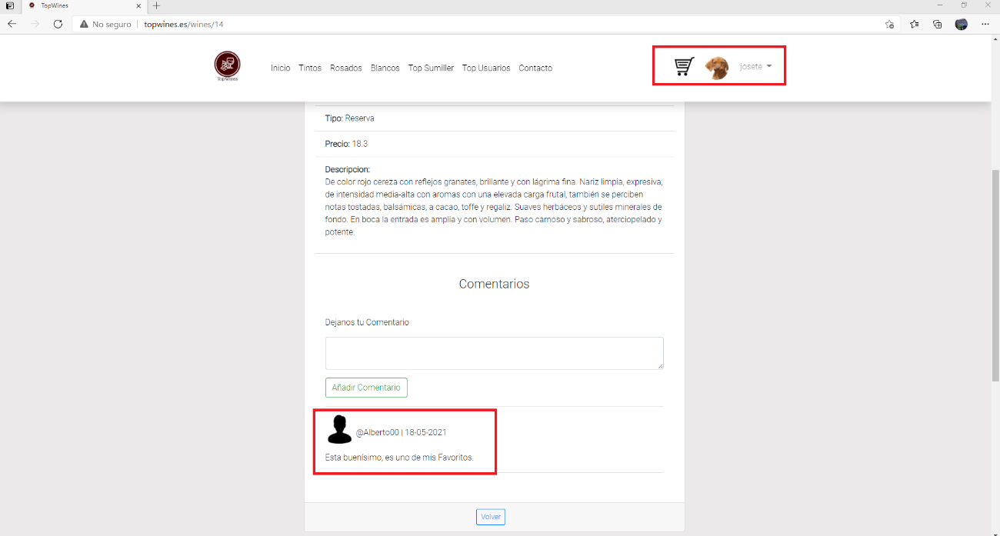 TopWines
No seguro | topwines.es/wines/14
TopWines
Inicio Tintos Rosados Blancos Top Sumiller Top Usuarios Contacto
josete
Tipo: Reserva
Precio: 18.3
Descripcion:
De color rojo cereza con reflejos granates, brillante y con lágrima fina. Nariz limpia, expresiva,
de intensidad media-alta con aromas con una elevada carga frutal, también se perciben
notas tostadas, balsámicas, a cacao, toffe y regaliz. Suaves herbáceos y sutiles minerales de
fondo. En boca la entrada es amplia y con volumen. Paso carnoso y sabroso, aterciopelado y
potente.
Comentarios
Dejanos tu Comentario
Añadir Comentario
@Alberto00 | 18-05-2021
Esta buenísimo, es uno de mis Favoritos.
Volver